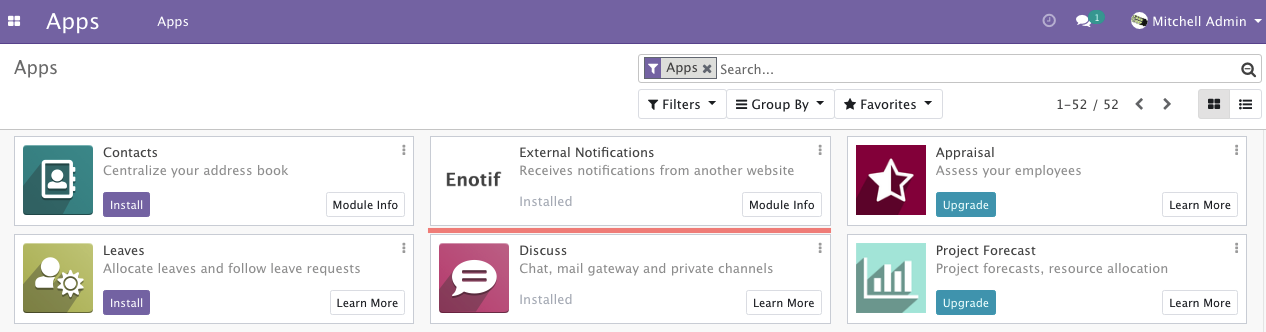 Apps Apps 1 Mitchell Admin
Apps
Apps Search...
Filters Group By Favorites 1-52 / 52
Contacts
Centralize your address book
Install Module Info
Enotif
External Notifications
Receives notifications from another website
Installed Module Info
Appraisal
Assess your employees
Upgrade Learn More
Leaves
Allocate leaves and follow leave requests
Install Learn More
Discuss
Chat, mail gateway and private channels
Installed Learn More
Project Forecast
Project forecasts, resource allocation
Upgrade Learn More